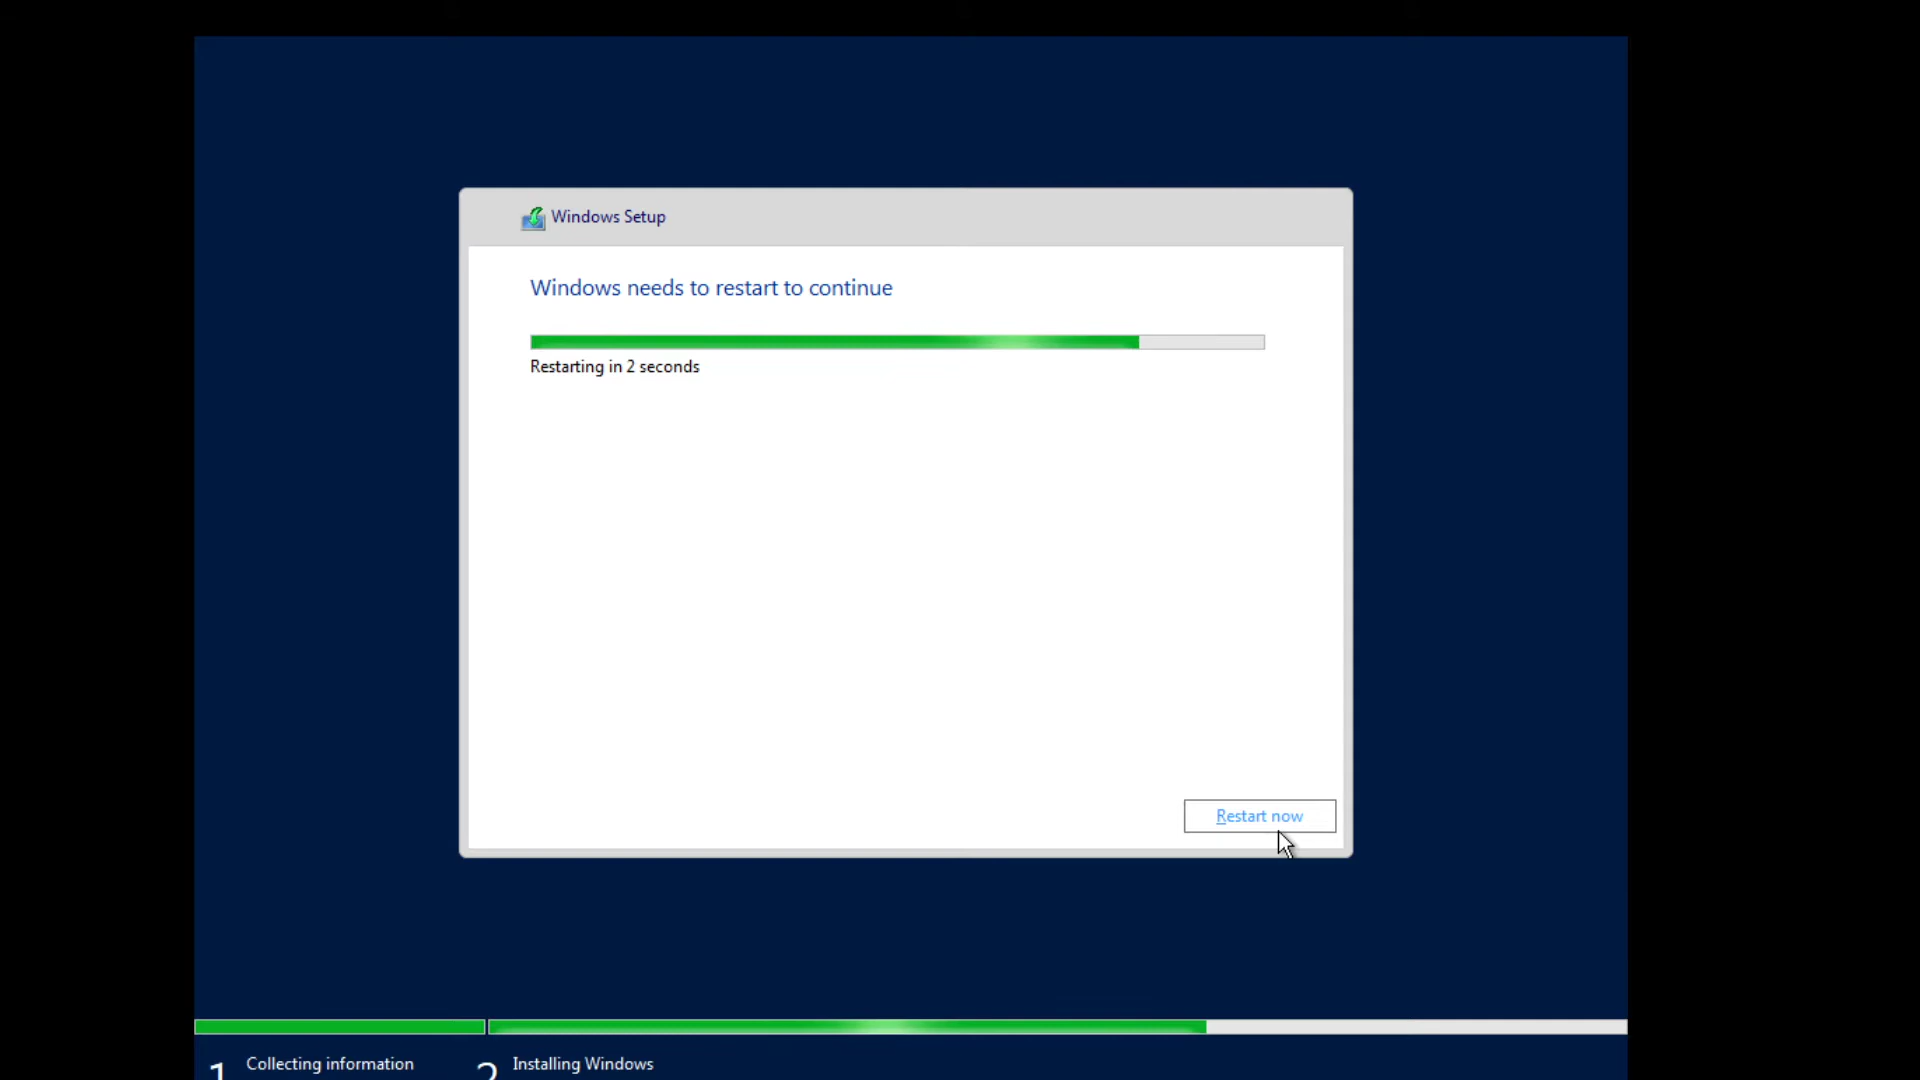 Windows Setup
Windows needs to restart to continue
Restarting in 2 seconds
Restart now
1 Collecting information
2 Installing Windows